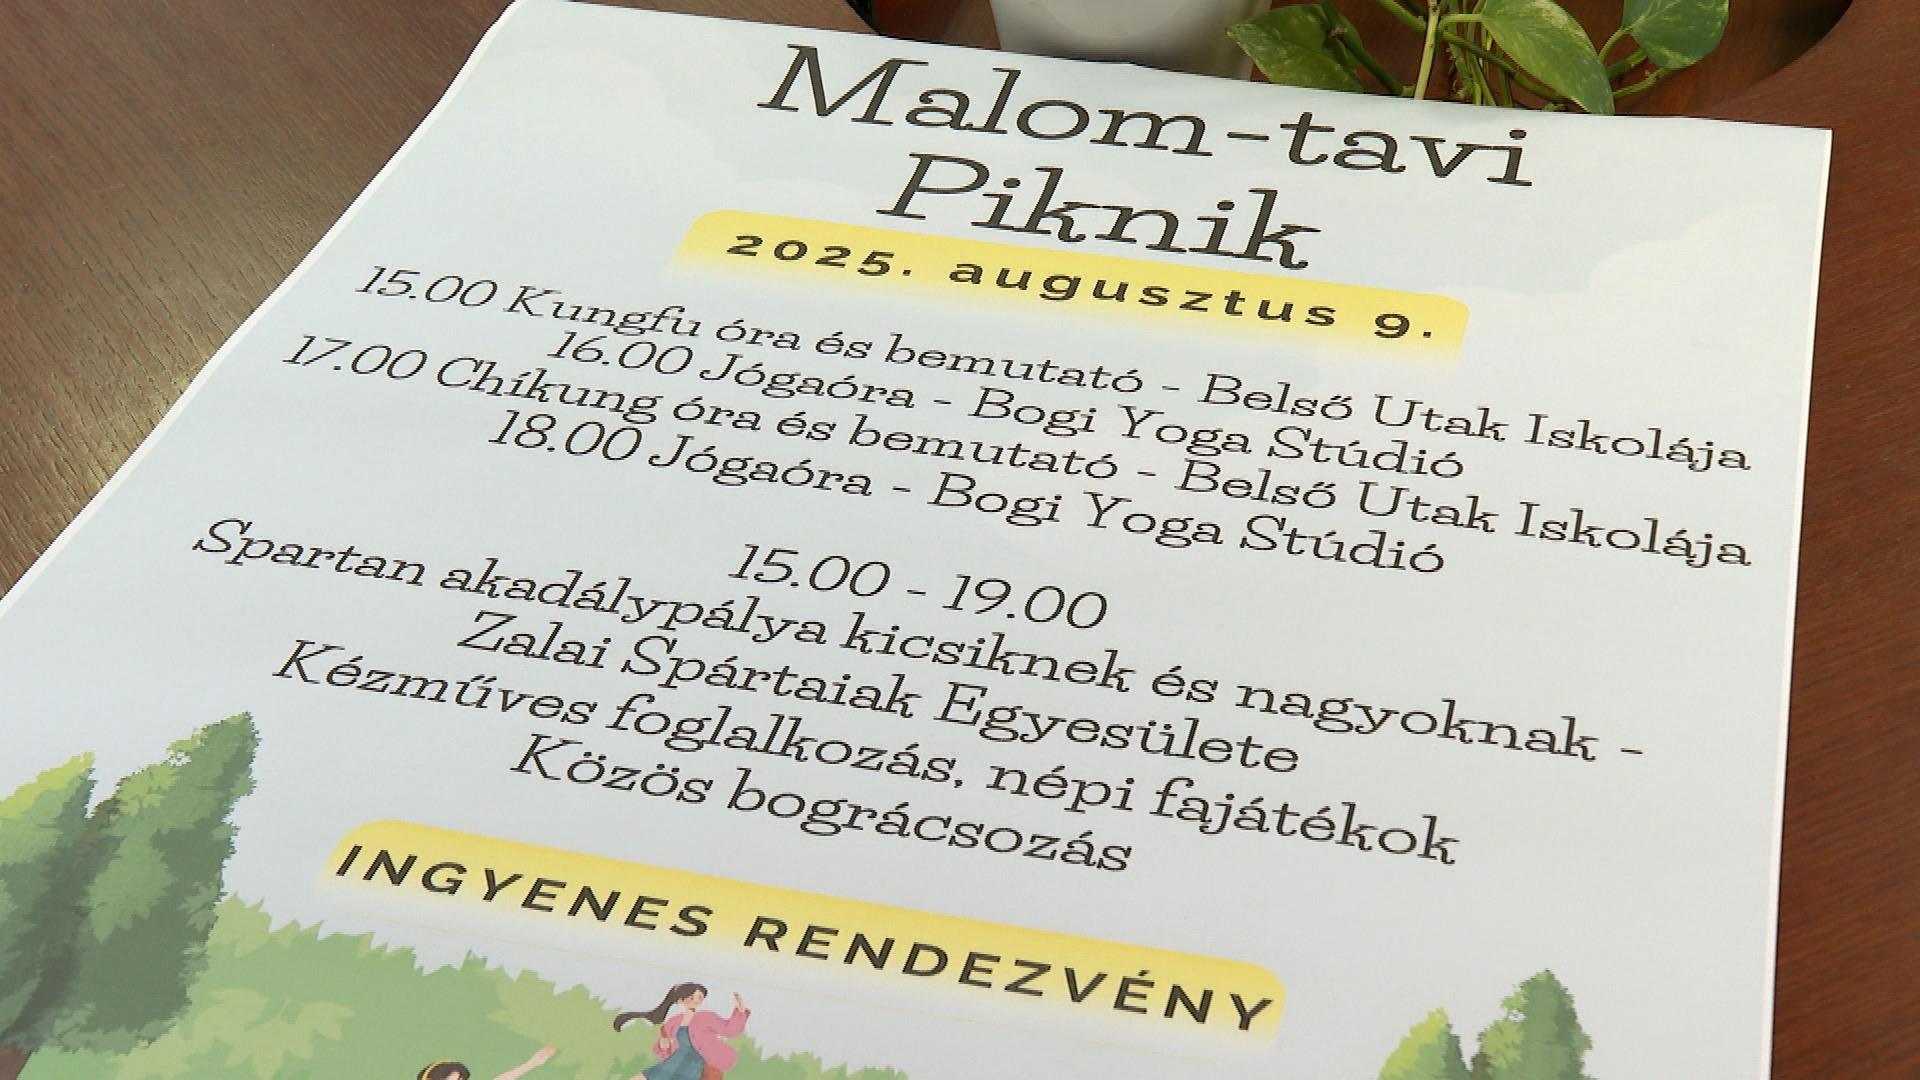 Malom-tavi
Piknik
2025. augusztus 9.
15.00 Kungfu óra és bemutató - Belső Utak Iskolája
16.00 Jógaóra - Bogi Yoga Stúdió
17.00 Chíkung óra és bemutató - Belső Utak Iskolája
18.00 Jógaóra - Bogi Yoga Stúdió
15.00 - 19.00
Spartan akadálypálya kicsiknek és nagyoknak -
Zalai Spártaiak Egyesülete
Kézműves foglalkozás, népi fajátékok
Közös bográcsozás
INGYENES RENDEZVÉNY